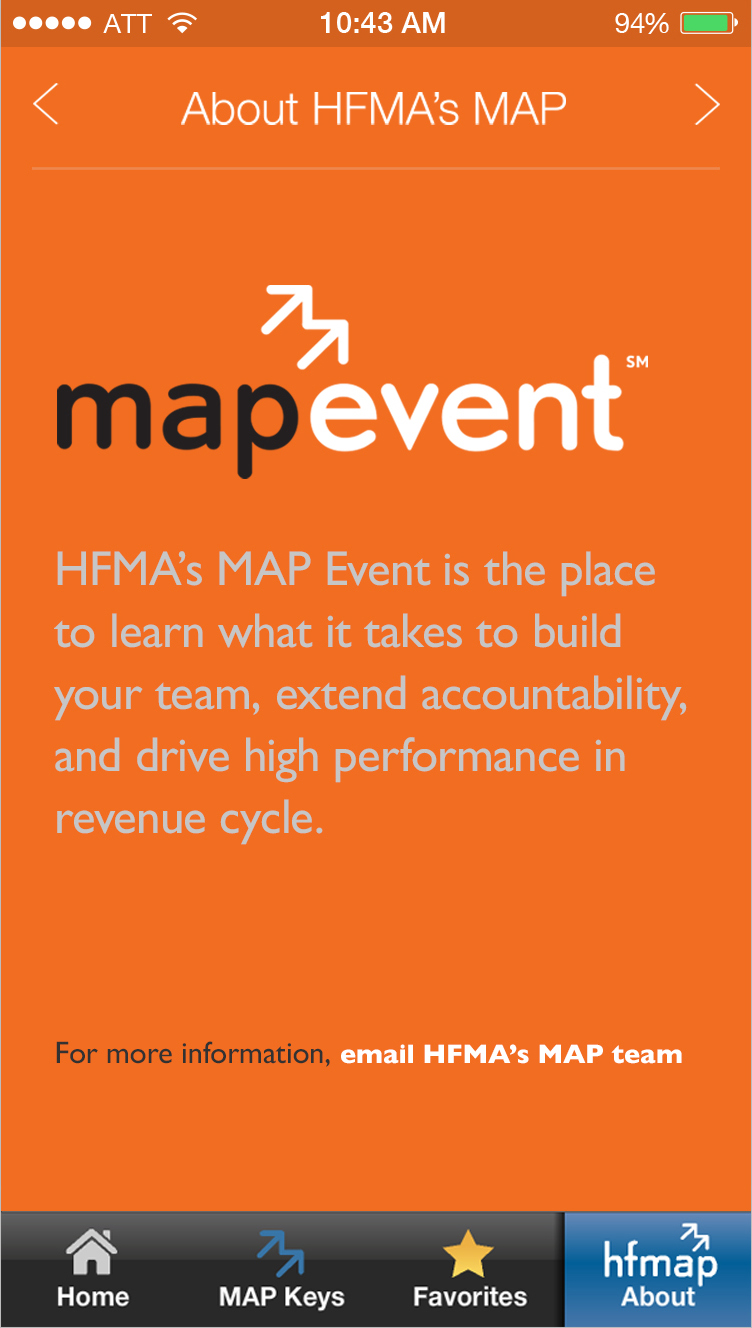 ATT 10:43 AM 94%
About HFMA's MAP
mapevent℠
HFMA's MAP Event is the place
to learn what it takes to build
your team, extend accountability,
and drive high performance in
revenue cycle.
For more information, email HFMA's MAP team
hfmap
Home MAP Keys Favorites About